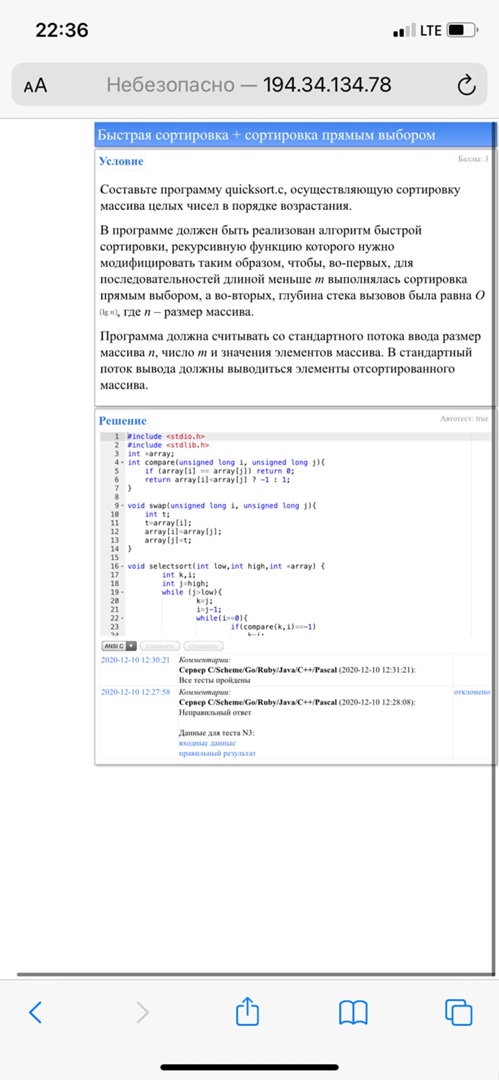 22:36
LTE
AA Небезопасно — 194.34.134.78
Быстрая сортировка + сортировка прямым выбором
Условие
Баллы: 3
Составьте программу quicksort.c, осуществляющую сортировку
массива целых чисел в порядке возрастания.
В программе должен быть реализован алгоритм быстрой
сортировки, рекурсивную функцию которого нужно
модифицировать таким образом, чтобы, во-первых, для
последовательностей длиной меньше m выполнялась сортировка
прямым выбором, а во-вторых, глубина стека вызовов была равна O
(lg n), где n – размер массива.
Программа должна считывать со стандартного потока ввода размер
массива n, число m и значения элементов массива. В стандартный
поток вывода должны выводиться элементы отсортированного
массива.
Решение
Автотест: true
1 #include <stdio.h>
2 #include <stdlib.h>
3 int *array;
4 int compare(unsigned long i, unsigned long j){
5 if (array[i] == array[j]) return 0;
6 return array[i]<array[j] ? -1 : 1;
7 }
8
9 void swap(unsigned long i, unsigned long j){
10 int t;
11 t=array[i];
12 array[i]=array[j];
13 array[j]=t;
14 }
15
16 void selectsort(int low,int high,int *array) {
17 int k,i;
18 int j=high;
19 while (j>low){
20 k=j;
21 i=j-1;
22 while(i>=0){
23 if(compare(k,i)==-1)
24 k=i;
ANSI C Сохранить Отправить
2020-12-10 12:30:21 Комментарии:
Сервер C/Scheme/Go/Ruby/Java/C++/Pascal (2020-12-10 12:31:21):
Все тесты пройдены
2020-12-10 12:27:58 Комментарии: отклонено
Сервер C/Scheme/Go/Ruby/Java/C++/Pascal (2020-12-10 12:28:08):
Неправильный ответ
Данные для теста N3:
входные данные
правильный результат